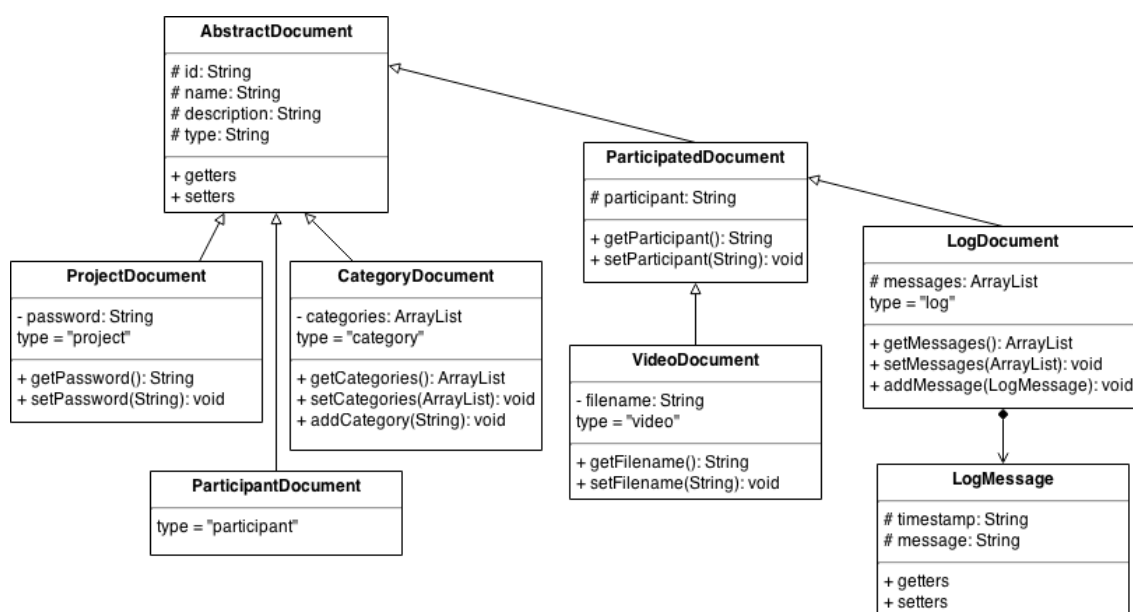 AbstractDocument
# id: String
# name: String
# description: String
# type: String
+ getters
+ setters
ParticipatedDocument
# participant: String
+ getParticipant(): String
+ setParticipant(String): void
LogDocument
# messages: ArrayList
type = "log"
+ getMessages(): ArrayList
+ setMessages(ArrayList): void
+ addMessage(LogMessage): void
ProjectDocument
- password: String
type = "project"
+ getPassword(): String
+ setPassword(String): void
CategoryDocument
- categories: ArrayList
type = "category"
+ getCategories(): ArrayList
+ setCategories(ArrayList): void
+ addCategory(String): void
VideoDocument
- filename: String
type = "video"
+ getFilename(): String
+ setFilename(String): void
ParticipantDocument
type = "participant"
LogMessage
# timestamp: String
# message: String
+ getters
+ setters